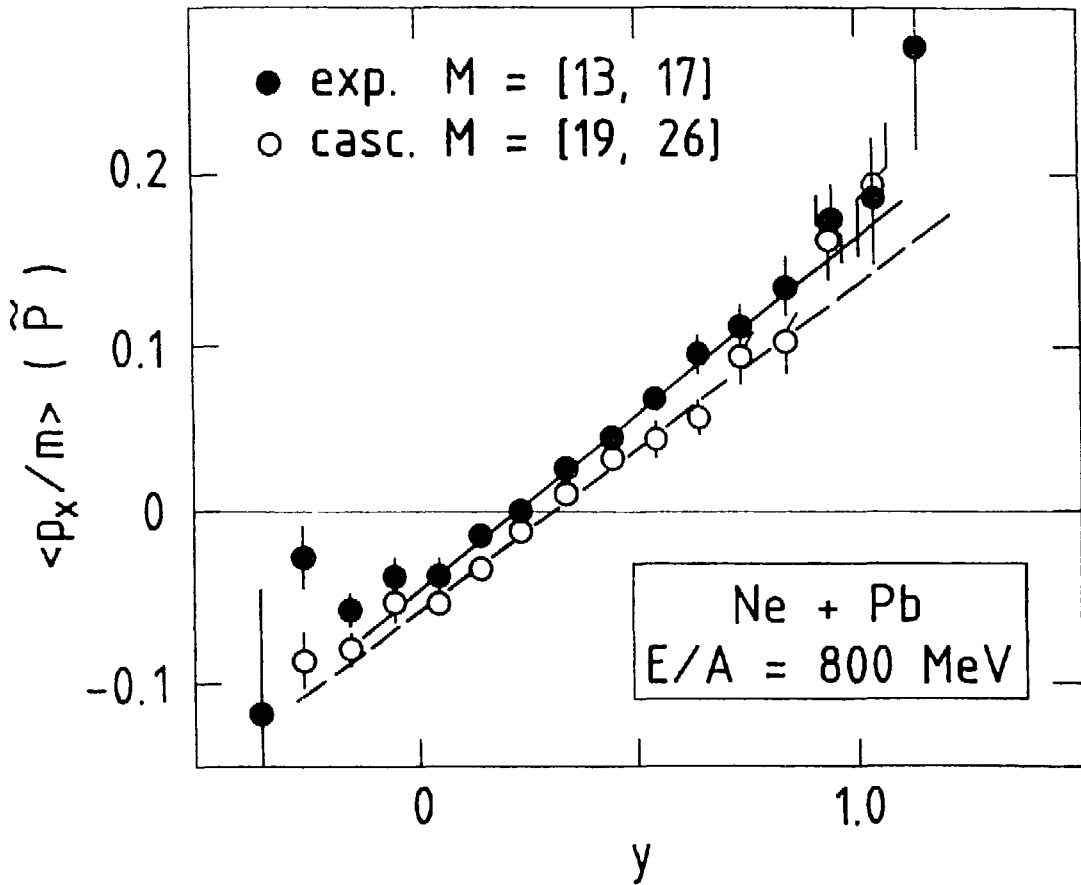 ● exp. M = [13, 17]
○ casc. M = [19, 26]
0.2
0.1
0
-0.1
<p_x/m> ( P̃ )
Ne + Pb
E/A = 800 MeV
0
1.0
y